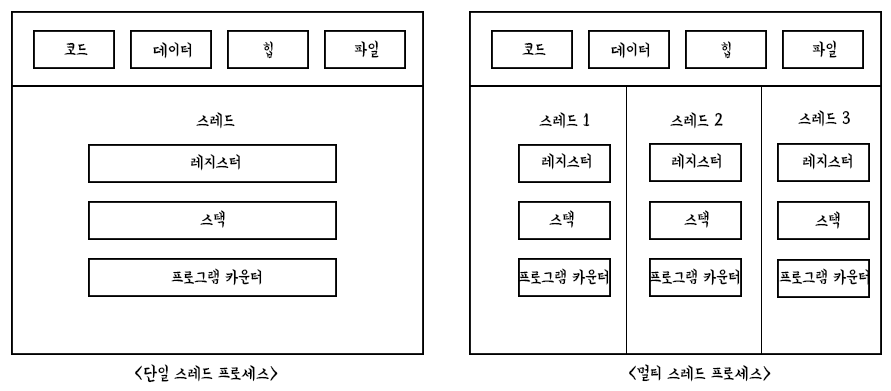 코드 데이터 힙 파일
스레드
레지스터
스택
프로그램 카운터
<단일 스레드 프로세스>
코드 데이터 힙 파일
스레드 1 스레드 2 스레드 3
레지스터 레지스터 레지스터
스택 스택 스택
프로그램 카운터 프로그램 카운터 프로그램 카운터
<멀티 스레드 프로세스>